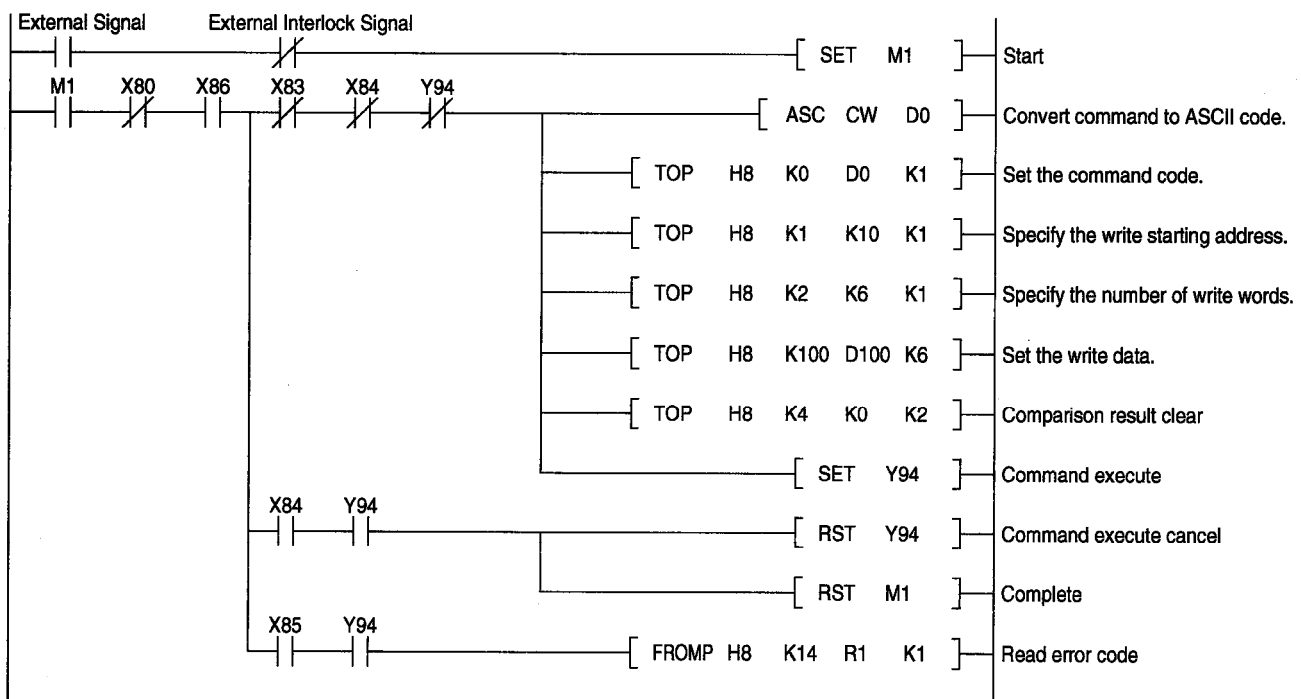 External Signal External Interlock Signal
SET M1 Start
M1 X80 X86 X83 X84 Y94
ASC CW D0 Convert command to ASCII code.
TOP H8 K0 D0 K1 Set the command code.
TOP H8 K1 K10 K1 Specify the write starting address.
TOP H8 K2 K6 K1 Specify the number of write words.
TOP H8 K100 D100 K6 Set the write data.
TOP H8 K4 K0 K2 Comparison result clear
SET Y94 Command execute
X84 Y94
RST Y94 Command execute cancel
RST M1 Complete
X85 Y94
FROMP H8 K14 R1 K1 Read error code